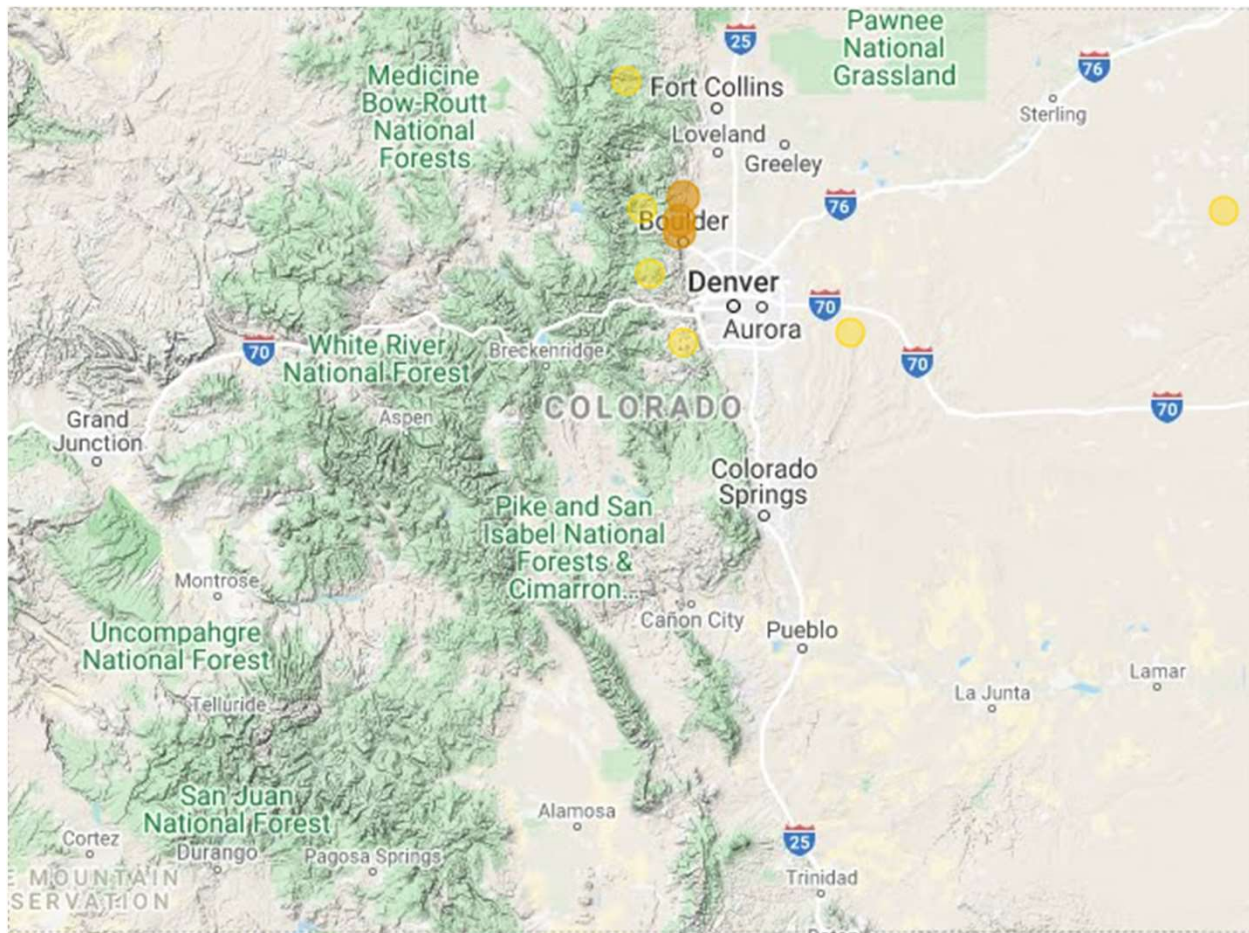 Pawnee
National
Grassland
25
76
Medicine
Bow-Routt
National
Forests
Fort Collins
Sterling
Loveland
Greeley
76
Boulder
Denver
70
Aurora
70
White River
National Forest
Breckenridge
70
70
COLORADO
Aspen
Grand
Junction
Colorado
Springs
Pike and San
Isabel National
Forests &
Cimarron...
Montrose
Cañon City
Pueblo
Uncompahgre
National Forest
Lamar
La Junta
Telluride
San Juan
National Forest
Alamosa
Cortez
Durango
Pagosa Springs
25
E MOUNTAIN
SERVATION
Trinidad